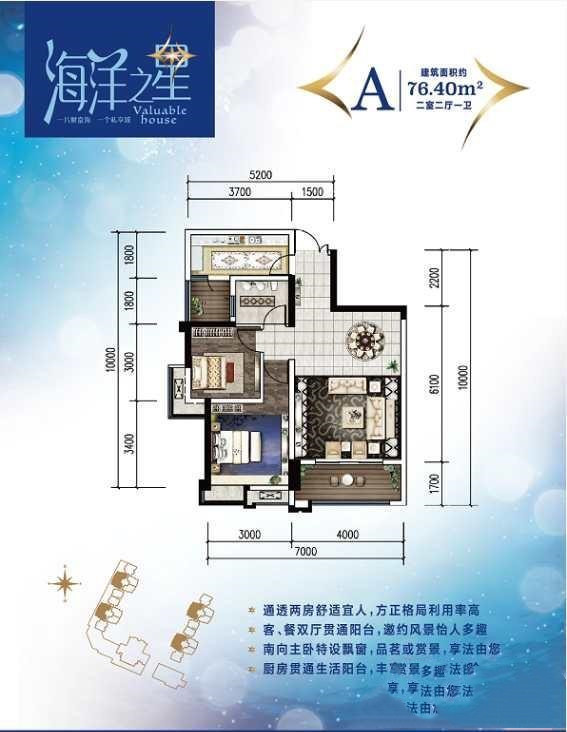 海洋之星
Valuable
house
一片财富海 一个私享城
A
建筑面积约
76.40m²
二室二厅一卫
5200
3700
1500
1800
1800
3000
3400
10000
2200
6100
1700
10000
3000
4000
7000
通透两房舒适宜人，方正格局利用率高
客、餐双厅贯通阳台，邀约风景怡人多趣
南向主卧特设飘窗，品茗或赏景，享法由您
厨房贯通生活阳台，丰赏景多趣法
享，享法由您法
法由